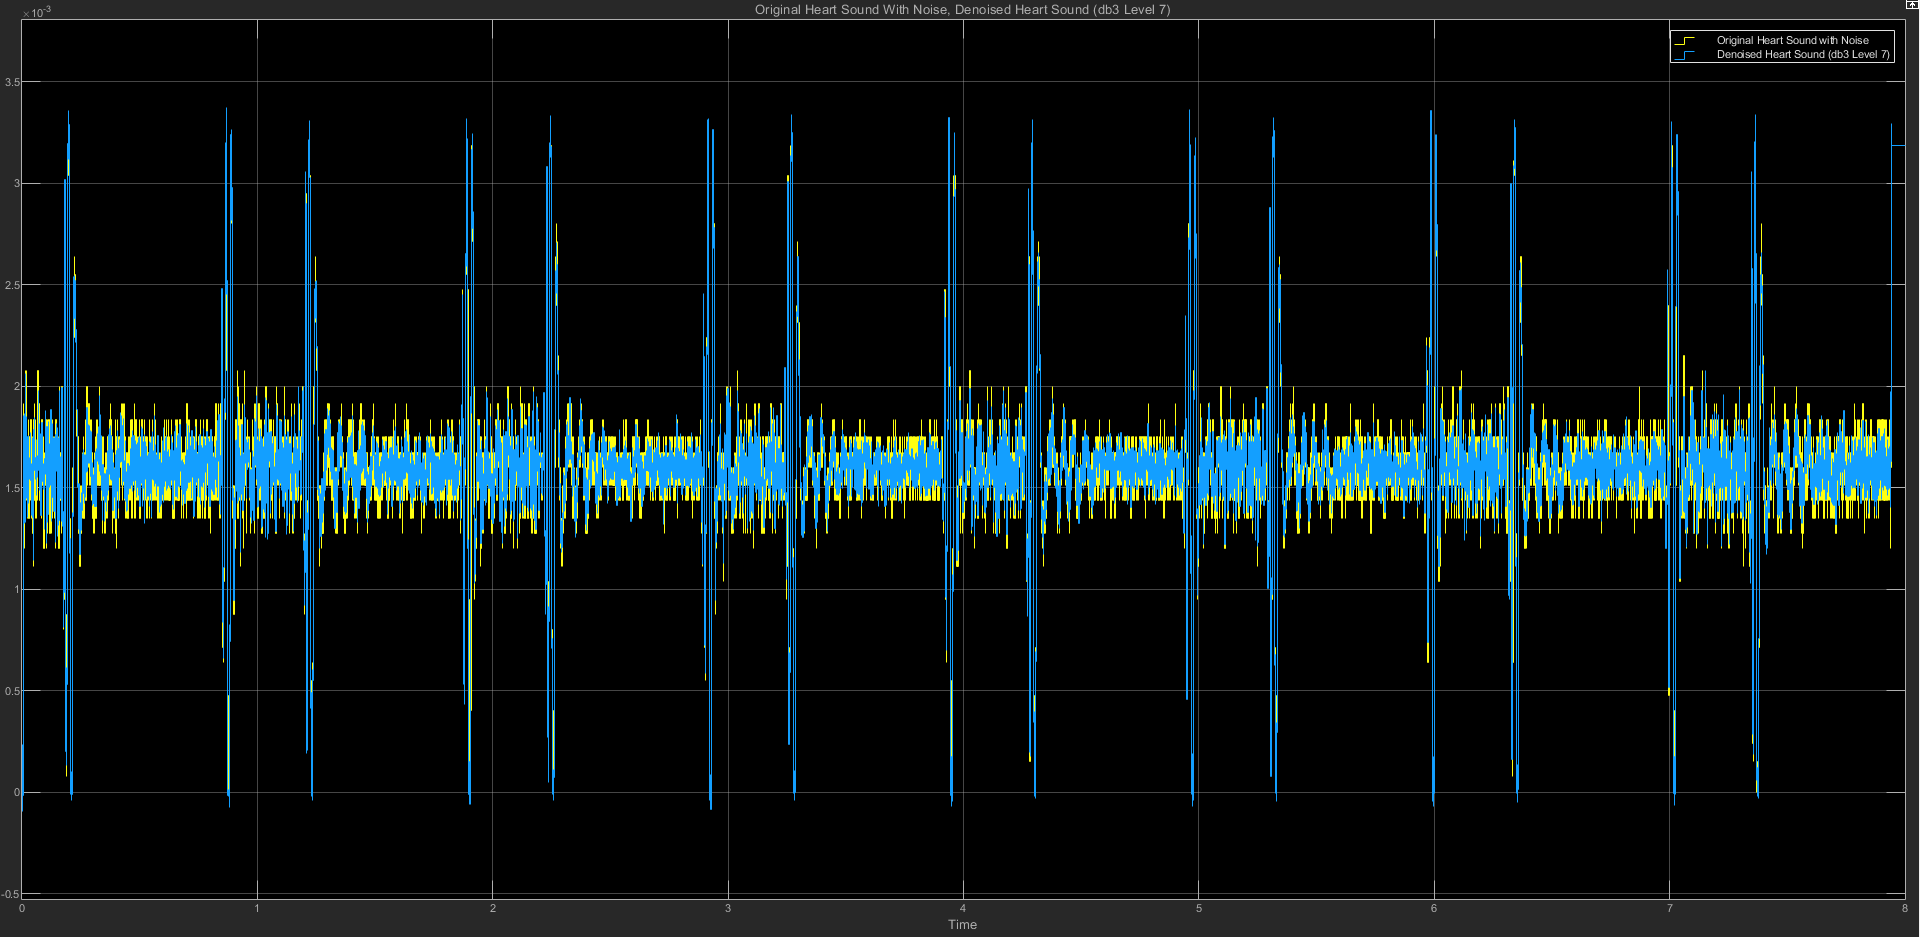 Original Heart Sound With Noise, Denoised Heart Sound (db3 Level 7)
×10⁻³
Original Heart Sound with Noise
Denoised Heart Sound (db3 Level 7)
3.5
3
2.5
2
1.5
1
0.5
0
-0.5
0 1 2 3 4 5 6 7 8
Time